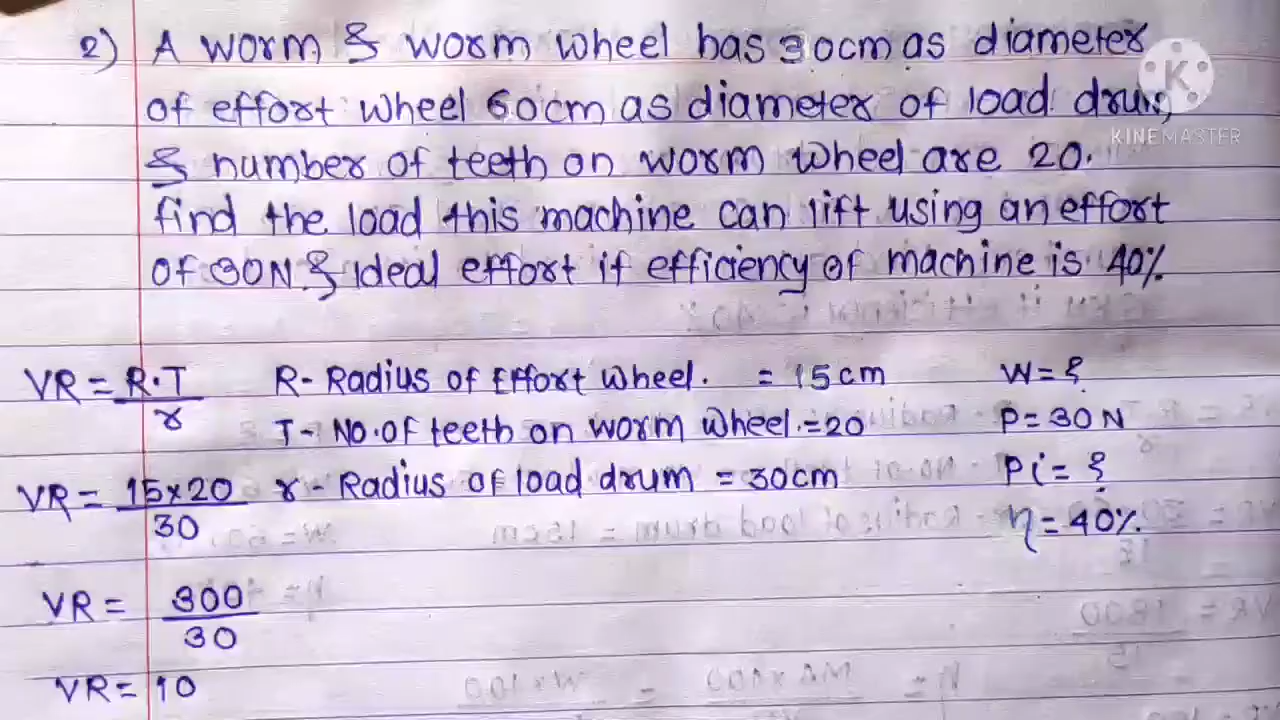 2) A worm & worm wheel has 30cm as diameter
of effort wheel 60cm as diameter of load drum,
& number of teeth on worm wheel are 20.
find the load this machine can lift using an effort
of 30N & ideal effort if efficiency of machine is 40%
KINEMASTER
VR = R·T / r R- Radius of Effort wheel. = 15cm W= ?
T- No.of teeth on worm wheel.=20 P= 30 N
VR = 15x20 / 30 r - Radius of load drum = 30cm Pi = ?
η = 40%
VR = 300 / 30
VR = 10